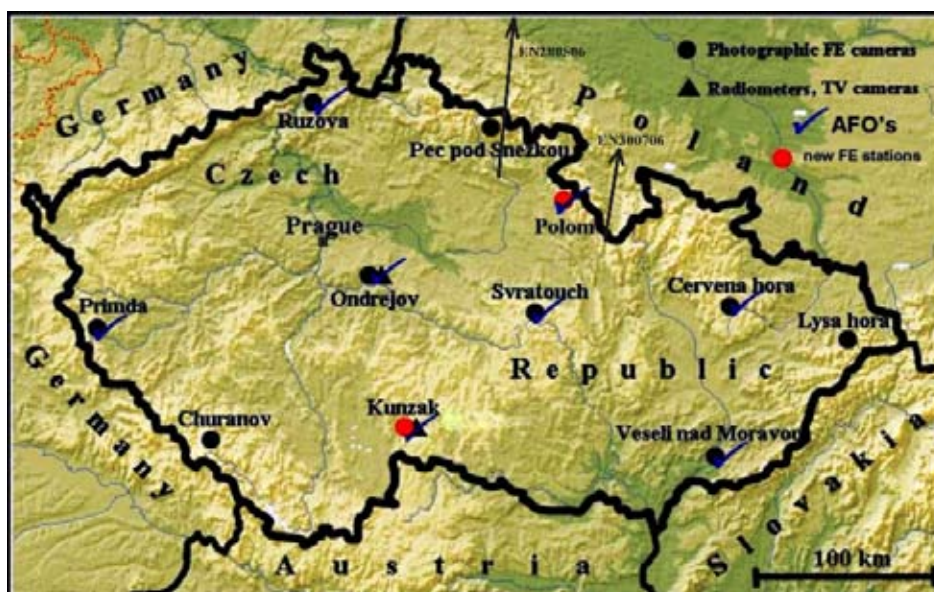 EN280506
Photographic FE cameras
Radiometers, TV cameras
AFO's
new FE stations
Germany
Poland
Ruzova
Pec pod Snezkou
EN300706
Czech
Prague
Polom
Ondrejov
Svratouch
Cervena hora
Primda
Lysa hora
Germany
Republic
Kunzak
Churanov
Veseli nad Moravou
Slovakia
Austria
100 km